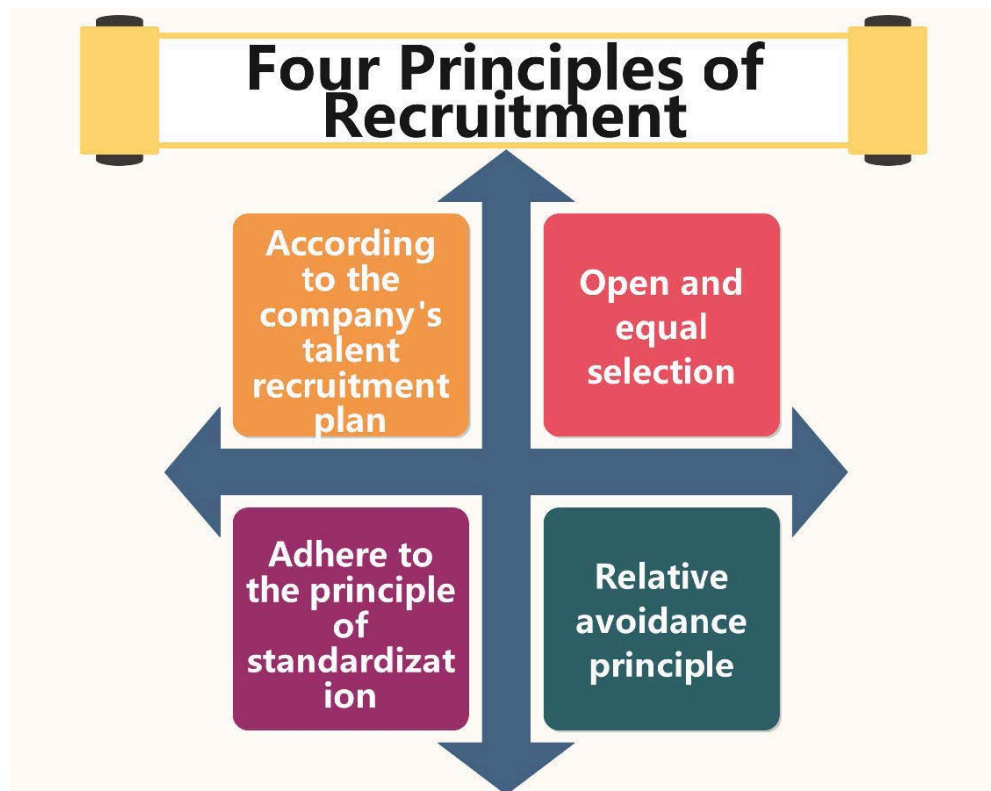 Four Principles of
Recruitment
According
to the
company's
talent
recruitment
plan
Open and
equal
selection
Adhere to
the principle
of
standardizat
ion
Relative
avoidance
principle